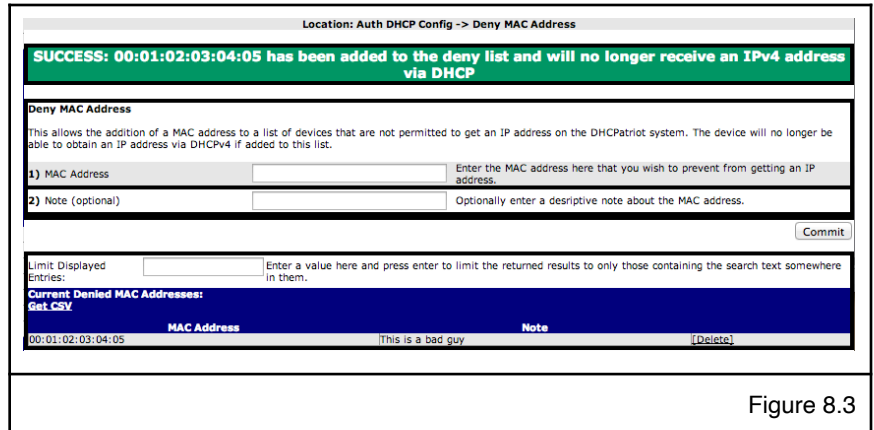 Location: Auth DHCP Config -> Deny MAC Address
SUCCESS: 00:01:02:03:04:05 has been added to the deny list and will no longer receive an IPv4 address
via DHCP
Deny MAC Address
This allows the addition of a MAC address to a list of devices that are not permitted to get an IP address on the DHCPatriot system. The device will no longer be
able to obtain an IP address via DHCPv4 if added to this list.
1) MAC Address
Enter the MAC address here that you wish to prevent from getting an IP
address.
2) Note (optional)
Optionally enter a desriptive note about the MAC address.
Commit
Limit Displayed
Entries:
Enter a value here and press enter to limit the returned results to only those containing the search text somewhere
in them.
Current Denied MAC Addresses:
Get CSV
MAC Address Note
00:01:02:03:04:05 This is a bad guy [Delete]
Figure 8.3